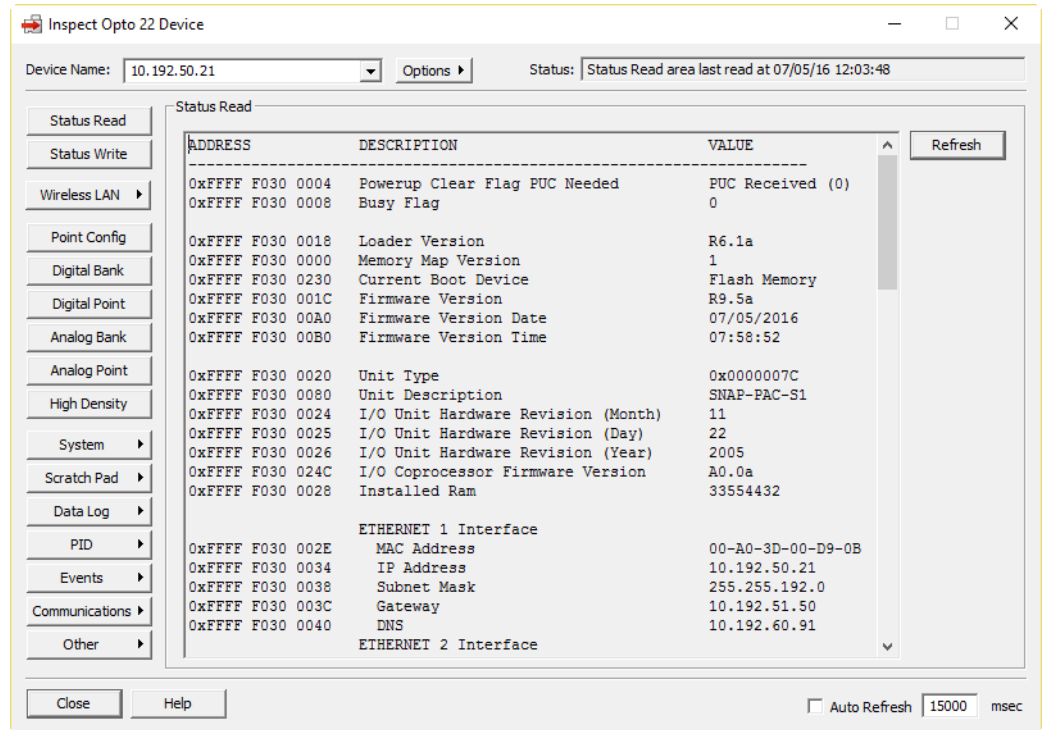 Inspect Opto 22 Device
Device Name: 10.192.50.21 Options Status: Status Read area last read at 07/05/16 12:03:48
Status Read
Status Write
Wireless LAN
Point Config
Digital Bank
Digital Point
Analog Bank
Analog Point
High Density
System
Scratch Pad
Data Log
PID
Events
Communications
Other
Status Read
ADDRESS DESCRIPTION VALUE
--------------------------------------------------------------------
0xFFFF F030 0004 Powerup Clear Flag PUC Needed PUC Received (0)
0xFFFF F030 0008 Busy Flag 0
0xFFFF F030 0018 Loader Version R6.1a
0xFFFF F030 0000 Memory Map Version 1
0xFFFF F030 0230 Current Boot Device Flash Memory
0xFFFF F030 001C Firmware Version R9.5a
0xFFFF F030 00A0 Firmware Version Date 07/05/2016
0xFFFF F030 00B0 Firmware Version Time 07:58:52
0xFFFF F030 0020 Unit Type 0x0000007C
0xFFFF F030 0080 Unit Description SNAP-PAC-S1
0xFFFF F030 0024 I/O Unit Hardware Revision (Month) 11
0xFFFF F030 0025 I/O Unit Hardware Revision (Day) 22
0xFFFF F030 0026 I/O Unit Hardware Revision (Year) 2005
0xFFFF F030 024C I/O Coprocessor Firmware Version A0.0a
0xFFFF F030 0028 Installed Ram 33554432
ETHERNET 1 Interface
0xFFFF F030 002E MAC Address 00-A0-3D-00-D9-0B
0xFFFF F030 0034 IP Address 10.192.50.21
0xFFFF F030 0038 Subnet Mask 255.255.192.0
0xFFFF F030 003C Gateway 10.192.51.50
0xFFFF F030 0040 DNS 10.192.60.91
ETHERNET 2 Interface
Refresh
Close Help Auto Refresh 15000 msec